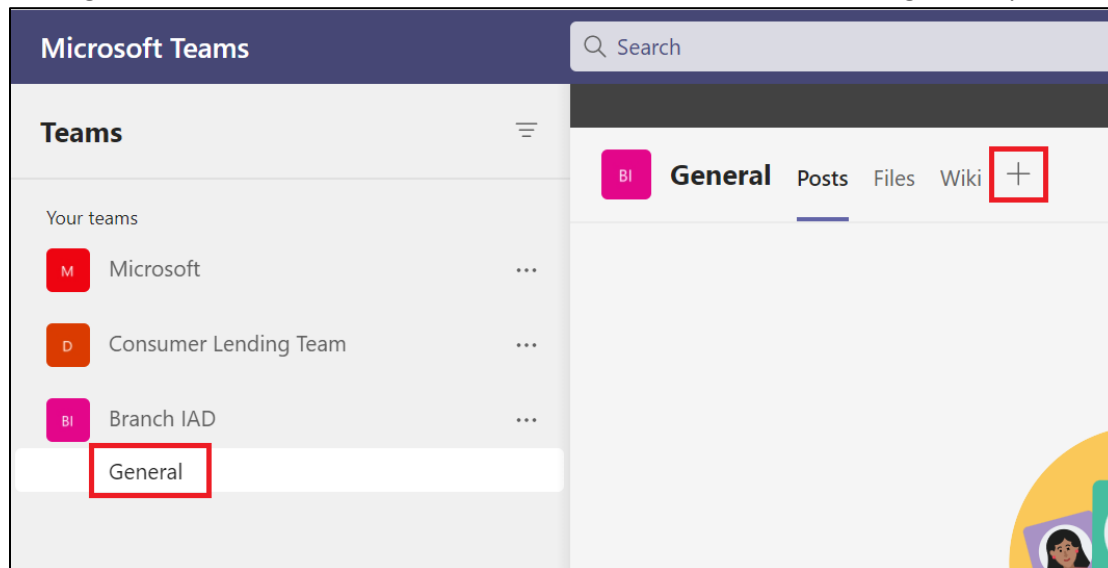 Microsoft Teams
Search
Teams
BI General Posts Files Wiki +
Your teams
M Microsoft ...
D Consumer Lending Team ...
BI Branch IAD ...
General